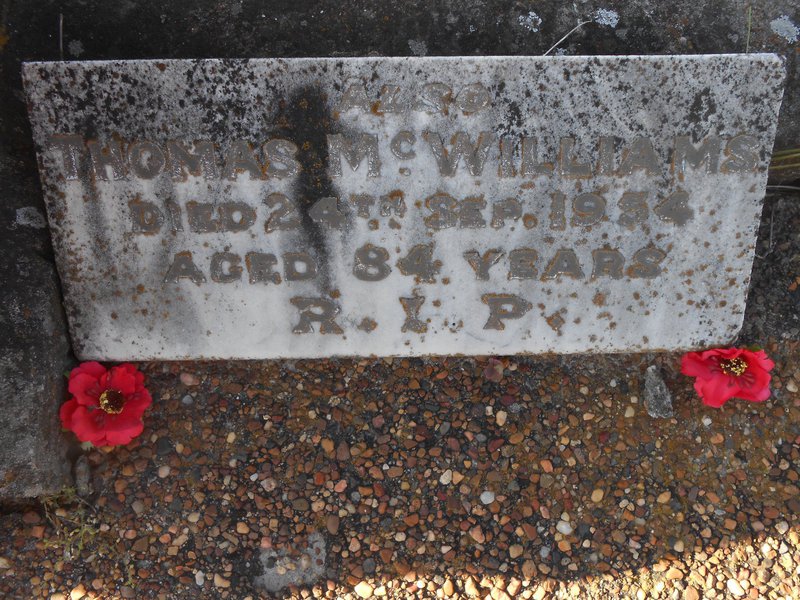 ALSO
THOMAS McWILLIAMS
DIED 24TH SEP. 1934
AGED 84 YEARS
R.I.P.